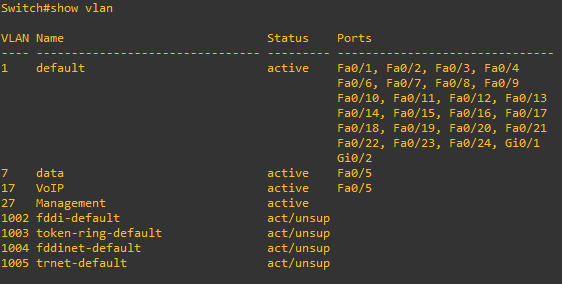 Switch#show vlan
VLAN Name                             Status    Ports
---- -------------------------------- --------- -------------------------------
1    default                          active    Fa0/1, Fa0/2, Fa0/3, Fa0/4
                                                Fa0/6, Fa0/7, Fa0/8, Fa0/9
                                                Fa0/10, Fa0/11, Fa0/12, Fa0/13
                                                Fa0/14, Fa0/15, Fa0/16, Fa0/17
                                                Fa0/18, Fa0/19, Fa0/20, Fa0/21
                                                Fa0/22, Fa0/23, Fa0/24, Gi0/1
                                                Gi0/2
7    data                             active    Fa0/5
17   VoIP                             active    Fa0/5
27   Management                       active
1002 fddi-default                     act/unsup
1003 token-ring-default               act/unsup
1004 fddinet-default                  act/unsup
1005 trnet-default                    act/unsup